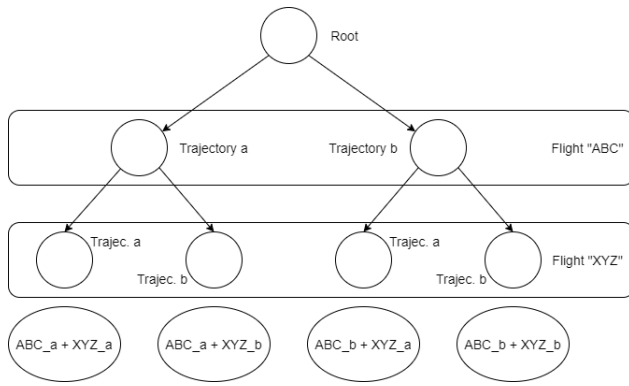 Root
Trajectory a
Trajectory b
Flight "ABC"
Trajec. a
Trajec. b
Trajec. a
Trajec. b
Flight "XYZ"
ABC_a + XYZ_a
ABC_a + XYZ_b
ABC_b + XYZ_a
ABC_b + XYZ_b